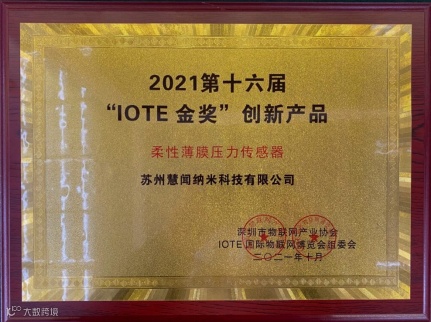 2021第十六届
“IOTE 金奖”创新产品
柔性薄膜压力传感器
苏州慧闻纳米科技有限公司
深圳市物联网产业协会
IOTE 国际物联网博览会组委会
二〇二一年十月
大数跨境